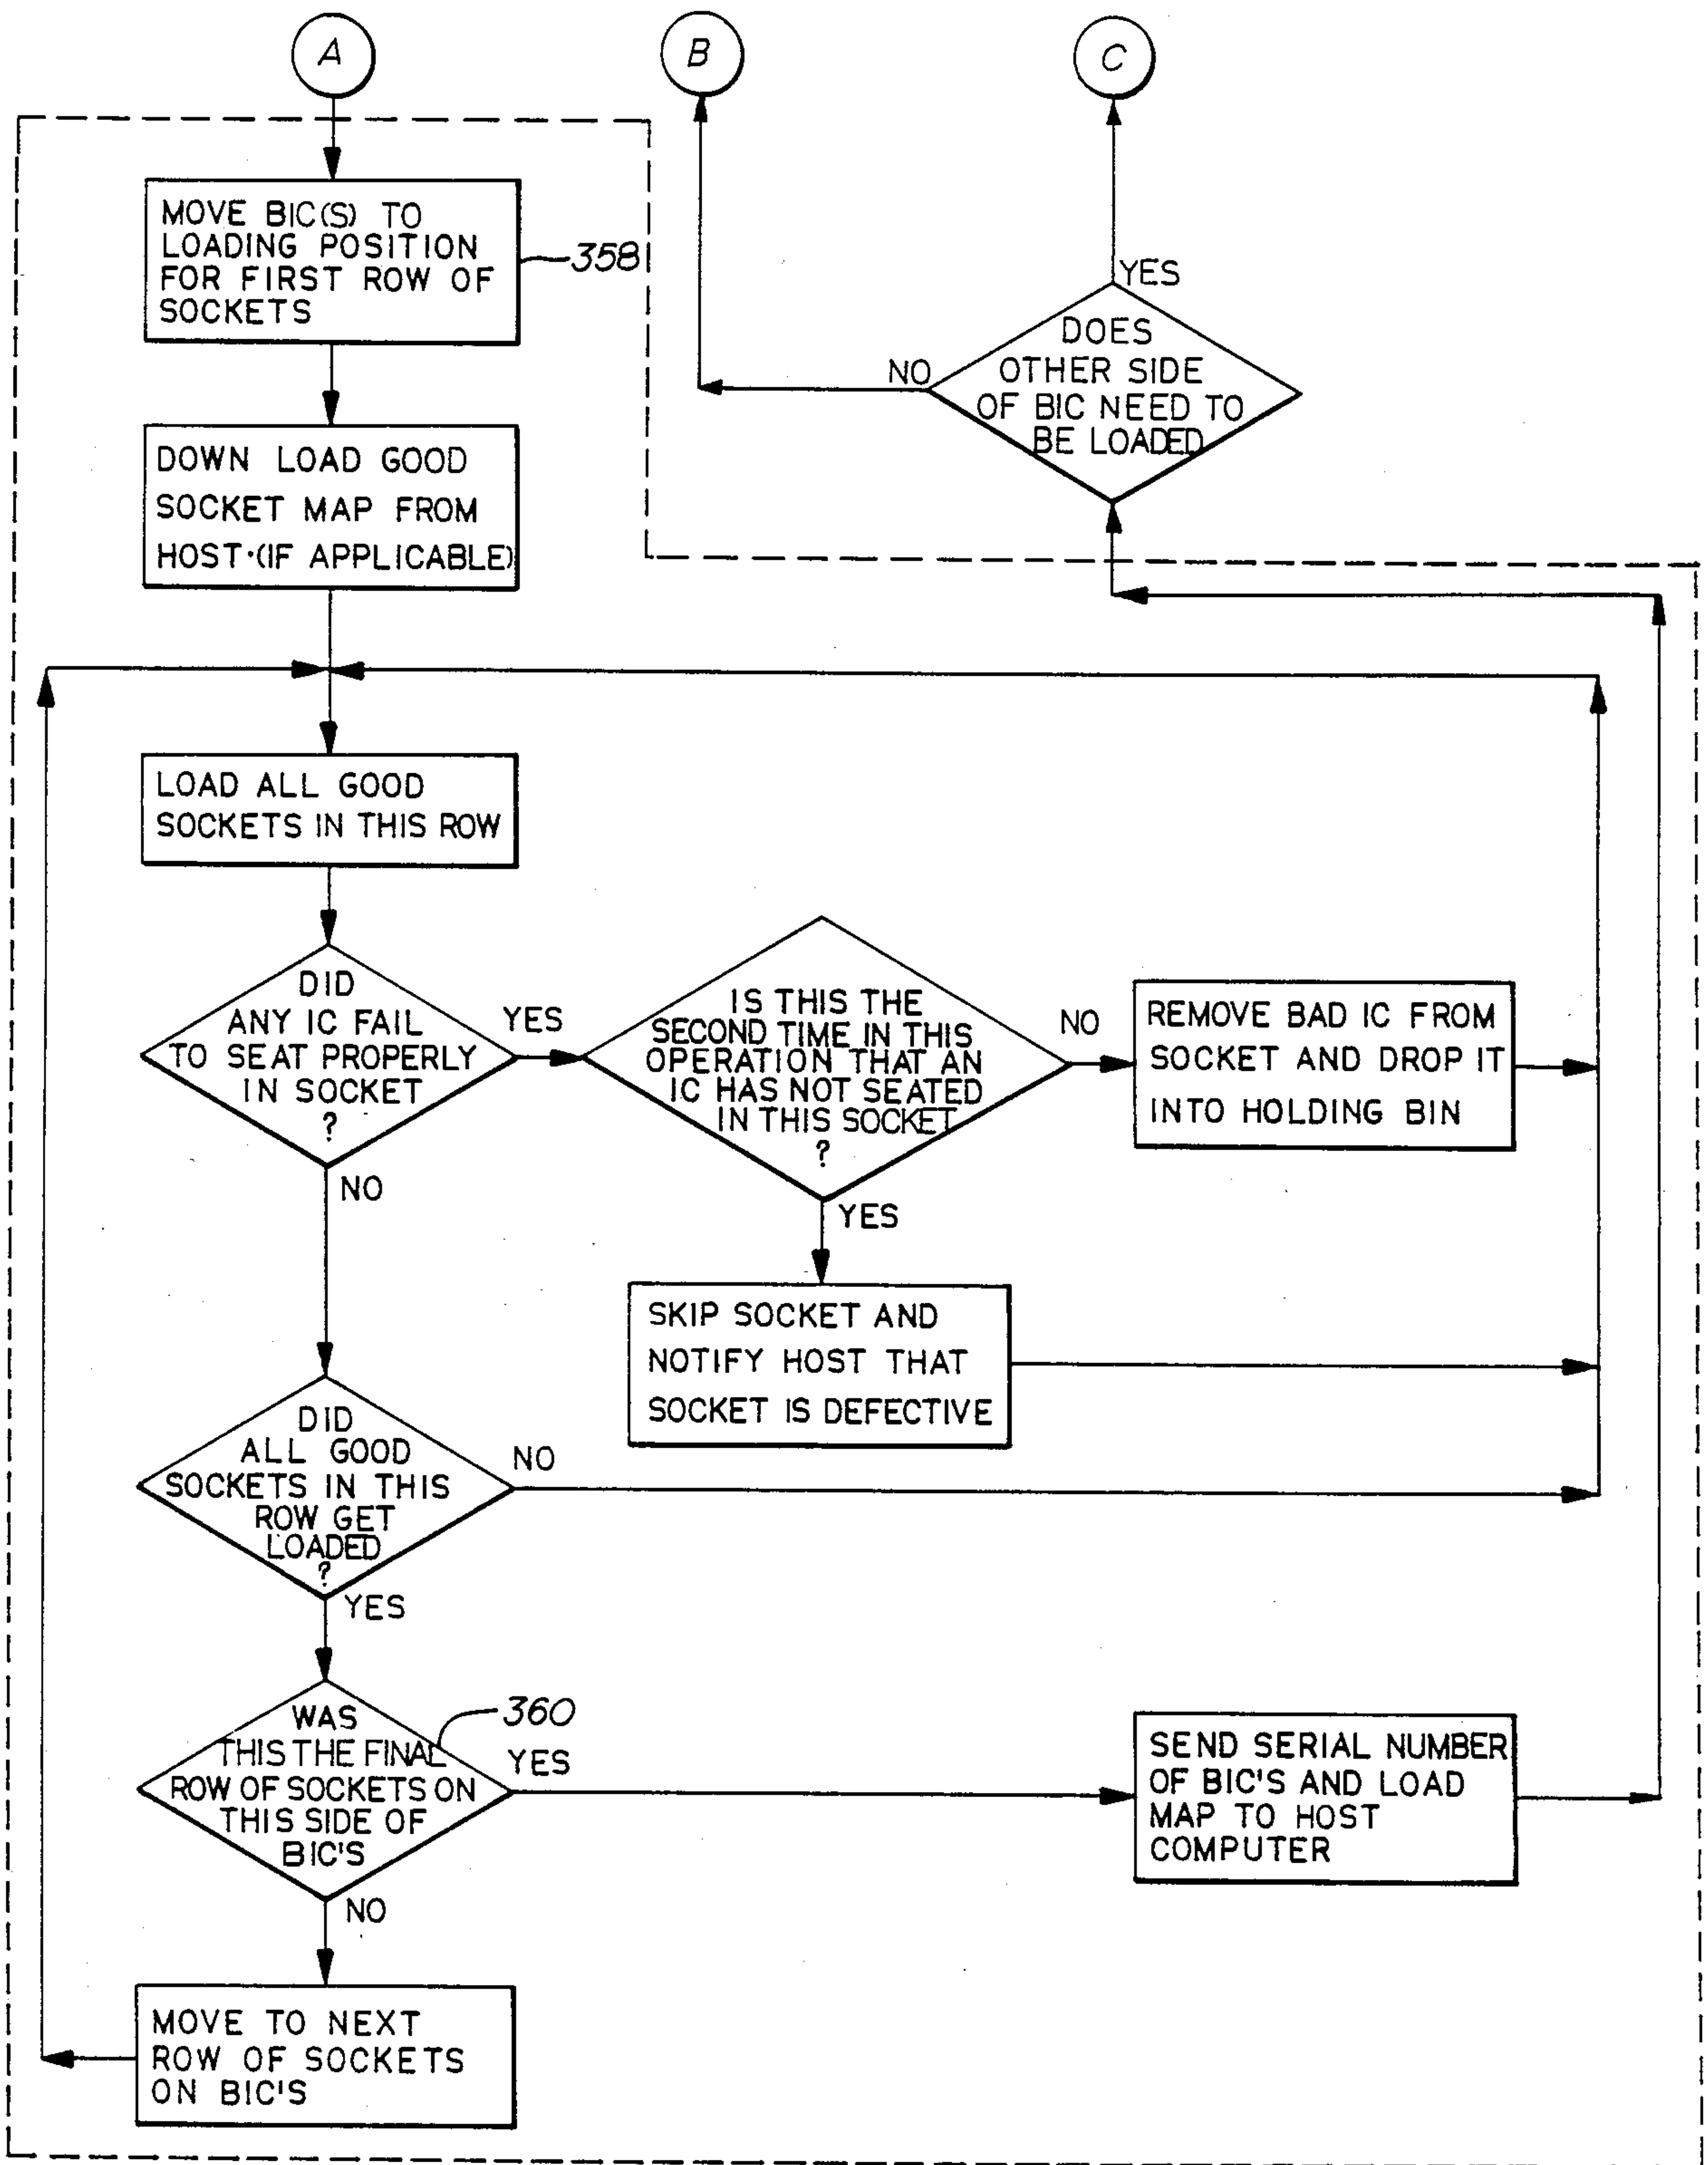 A
B
C
MOVE BIC(S) TO
LOADING POSITION
FOR FIRST ROW OF
SOCKETS
358
YES
DOES
OTHER SIDE
OF BIC NEED TO
BE LOADED
NO
DOWN LOAD GOOD
SOCKET MAP FROM
HOST·(IF APPLICABLE)
LOAD ALL GOOD
SOCKETS IN THIS ROW
DID
ANY IC FAIL
TO SEAT PROPERLY
IN SOCKET
?
YES
NO
IS THIS THE
SECOND TIME IN THIS
OPERATION THAT AN
IC HAS NOT SEATED
IN THIS SOCKET
?
NO
YES
REMOVE BAD IC FROM
SOCKET AND DROP IT
INTO HOLDING BIN
SKIP SOCKET AND
NOTIFY HOST THAT
SOCKET IS DEFECTIVE
DID
ALL GOOD
SOCKETS IN THIS
ROW GET
LOADED
?
NO
YES
WAS
THIS THE FINAL
ROW OF SOCKETS ON
THIS SIDE OF
BIC'S
360
YES
NO
SEND SERIAL NUMBER
OF BIC'S AND LOAD
MAP TO HOST
COMPUTER
MOVE TO NEXT
ROW OF SOCKETS
ON BIC'S